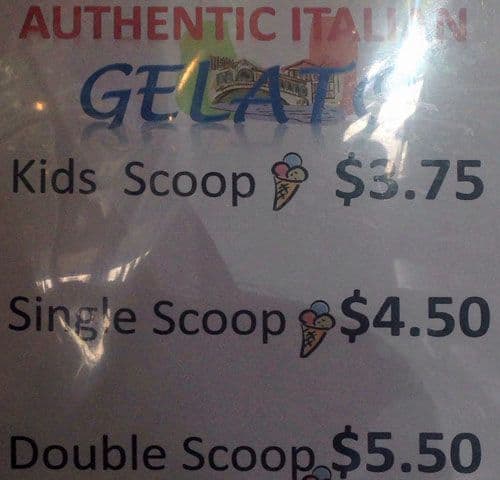 AUTHENTIC ITALIAN
GELATO
Kids Scoop $3.75
Single Scoop $4.50
Double Scoop $5.50